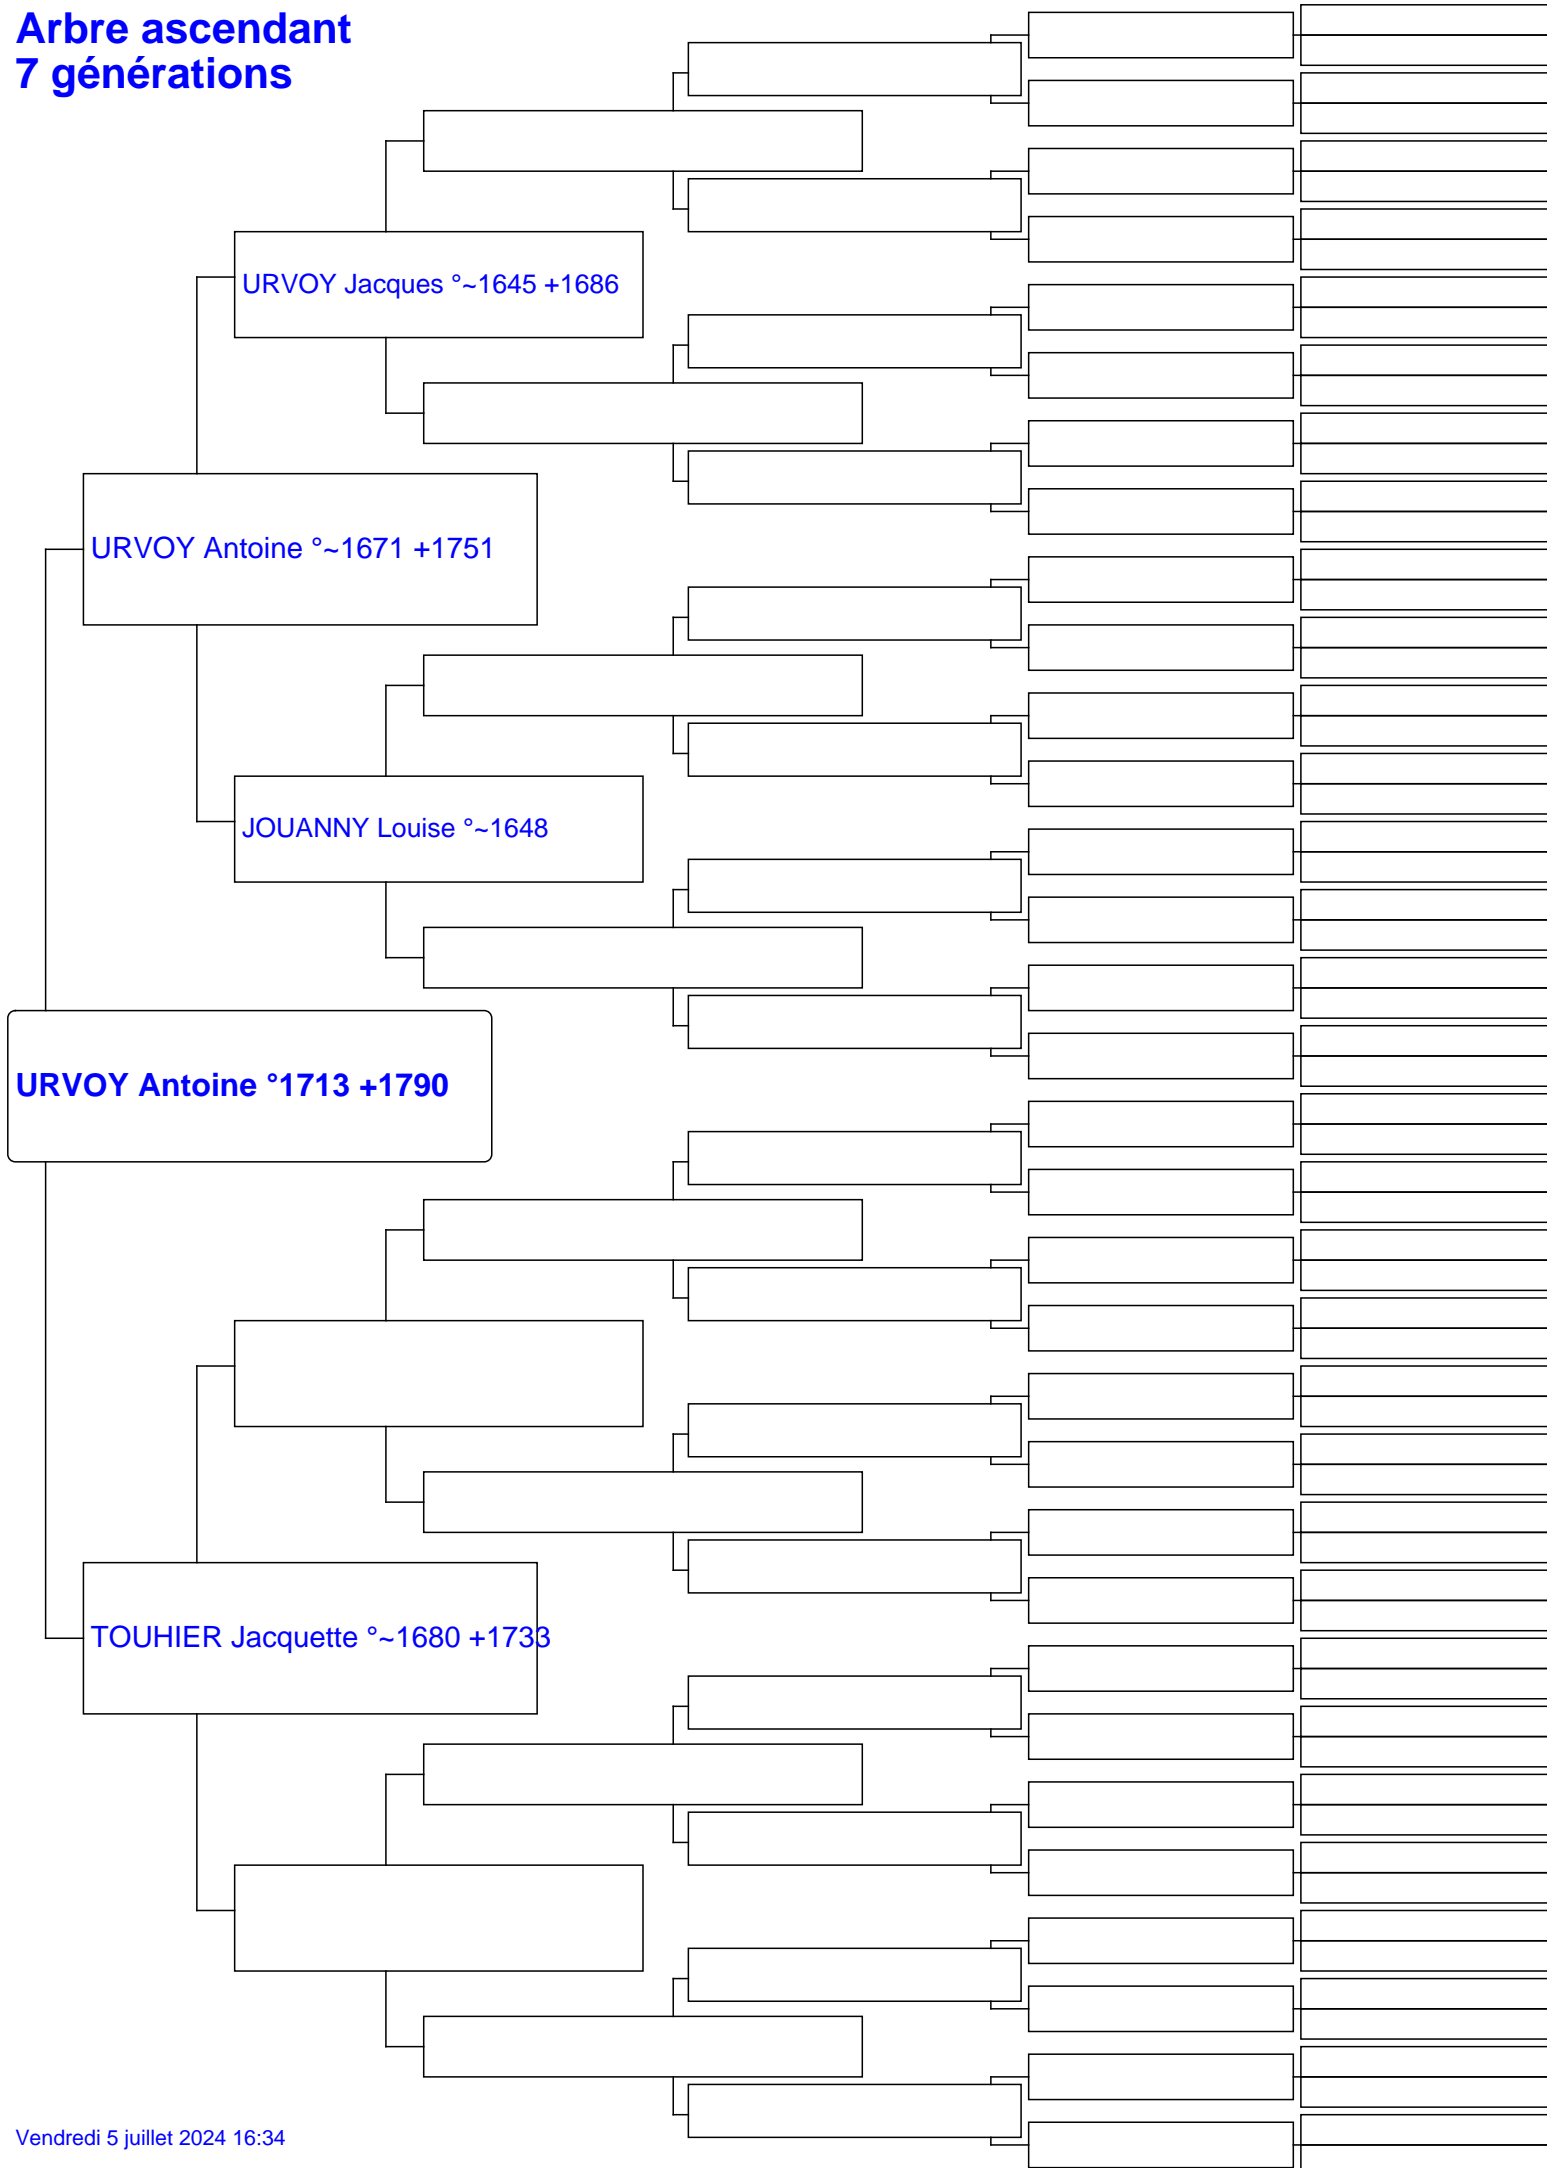 Arbre ascendant
7 générations
URVOY Jacques °~1645 +1686
URVOY Antoine °~1671 +1751
JOUANNY Louise °~1648
URVOY Antoine °1713 +1790
TOUHIER Jacquette °~1680 +1733
Vendredi 5 juillet 2024 16:34